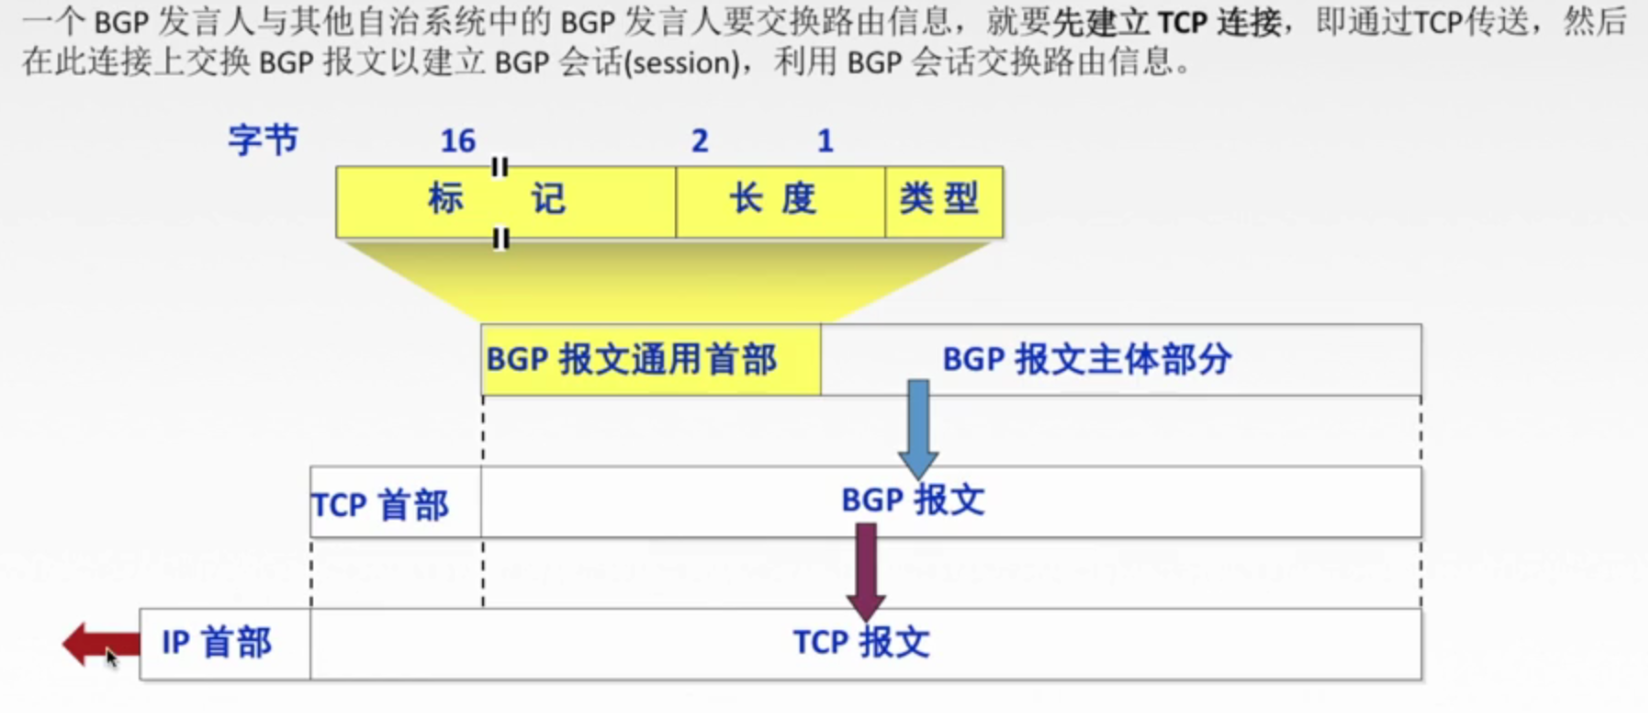 一个 BGP 发言人与其他自治系统中的 BGP 发言人要交换路由信息，就要先建立 TCP 连接，即通过TCP传送，然后
在此连接上交换 BGP 报文以建立 BGP 会话(session)，利用 BGP 会话交换路由信息。
字节 16 2 1
标 记 长 度 类 型
BGP 报文通用首部 BGP 报文主体部分
TCP 首部 BGP 报文
IP 首部 TCP 报文